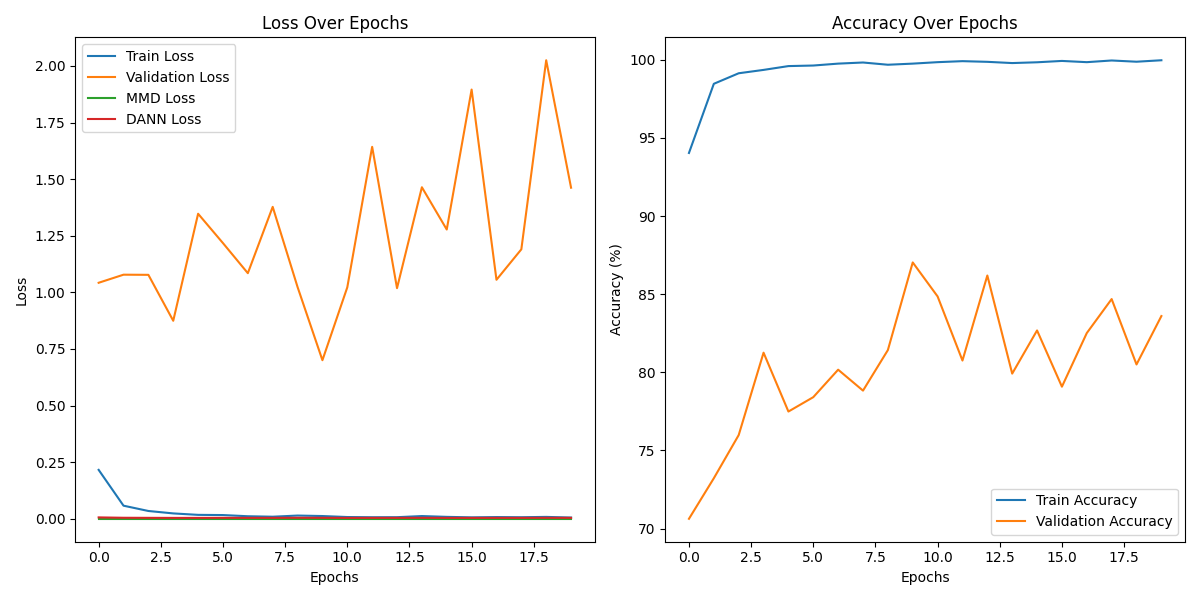 Loss Over Epochs
Train Loss
Validation Loss
MMD Loss
DANN Loss
2.00
1.75
1.50
1.25
1.00
0.75
0.50
0.25
0.00
Loss
0.0 2.5 5.0 7.5 10.0 12.5 15.0 17.5
Epochs
Accuracy Over Epochs
100
95
90
85
80
75
70
Accuracy (%)
Train Accuracy
Validation Accuracy
0.0 2.5 5.0 7.5 10.0 12.5 15.0 17.5
Epochs